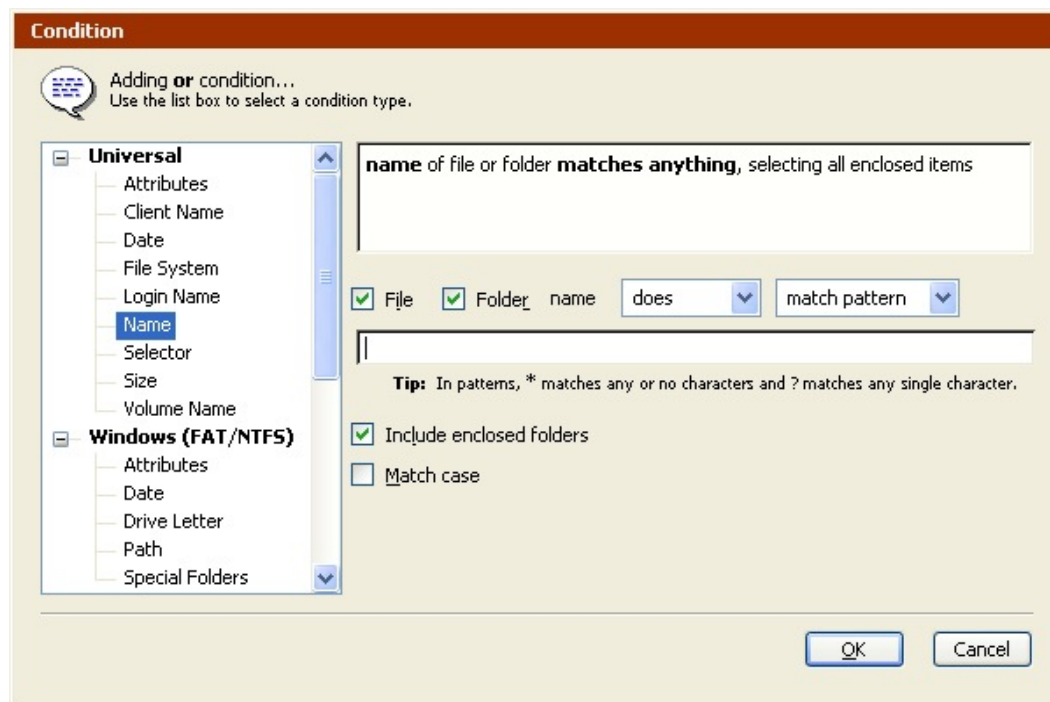 Condition
Adding or condition...
Use the list box to select a condition type.
Universal
Attributes
Client Name
Date
File System
Login Name
Name
Selector
Size
Volume Name
Windows (FAT/NTFS)
Attributes
Date
Drive Letter
Path
Special Folders
name of file or folder matches anything, selecting all enclosed items
File Folder name does match pattern
Tip: In patterns, * matches any or no characters and ? matches any single character.
Include enclosed folders
Match case
OK Cancel